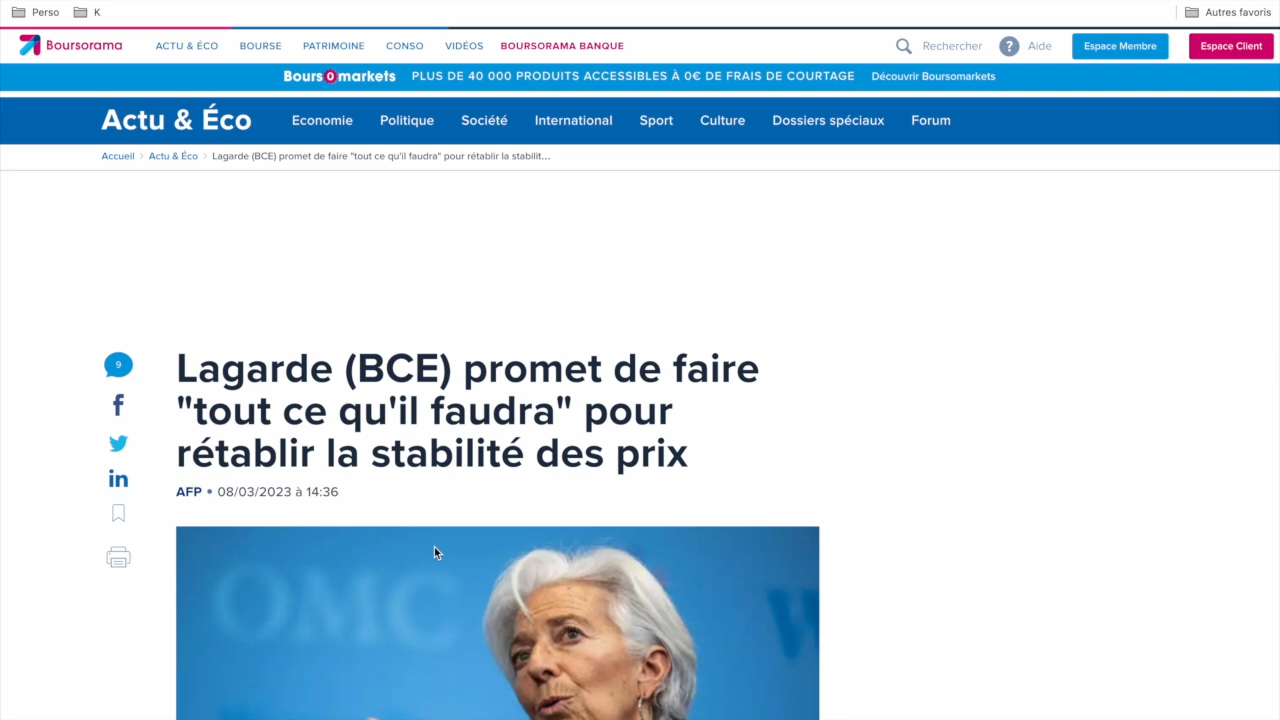 Perso K Autres favoris
Boursorama ACTU & ÉCO BOURSE PATRIMOINE CONSO VIDÉOS BOURSORAMA BANQUE Rechercher ? Aide Espace Membre Espace Client
Bours0markets PLUS DE 40 000 PRODUITS ACCESSIBLES À 0€ DE FRAIS DE COURTAGE Découvrir Boursomarkets
Actu & Éco Economie Politique Société International Sport Culture Dossiers spéciaux Forum
Accueil > Actu & Éco > Lagarde (BCE) promet de faire "tout ce qu'il faudra" pour rétablir la stabilit...
9
Lagarde (BCE) promet de faire
"tout ce qu'il faudra" pour
rétablir la stabilité des prix
AFP • 08/03/2023 à 14:36
OMC W